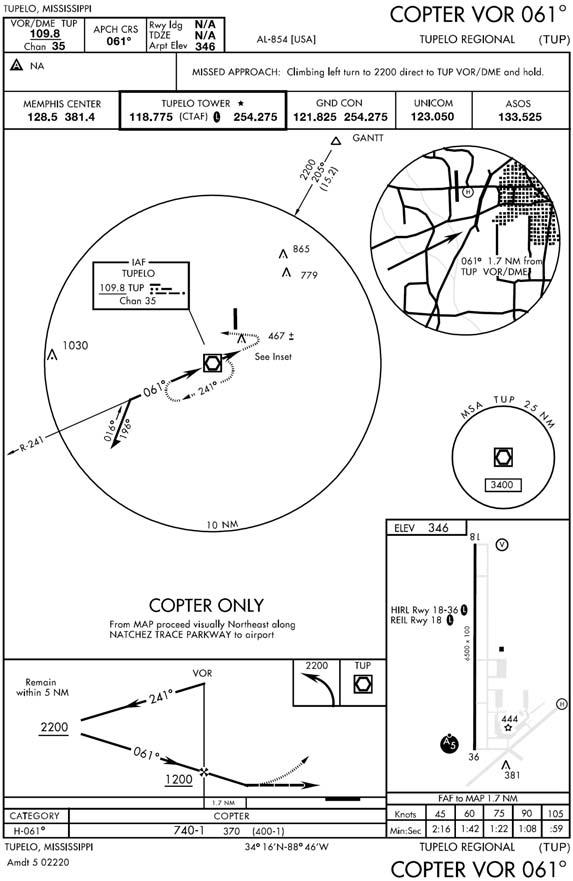 TUPELO, MISSISSIPPI
COPTER VOR 061°
VOR/DME TUP
109.8
Chan 35
APCH CRS
061°
Rwy ldg N/A
TDZE N/A
Arpt Elev 346
AL-854 [USA]
TUPELO REGIONAL (TUP)
A NA
MISSED APPROACH: Climbing left turn to 2200 direct to TUP VOR/DME and hold.
MEMPHIS CENTER
128.5 381.4
TUPELO TOWER ★
118.775 (CTAF) L 254.275
GND CON
121.825 254.275
UNICOM
123.050
ASOS
133.525
GANTT
2200
205°
(15.2)
H
865
779
061° 1.7 NM from
TUP VOR/DME
IAF
TUPELO
109.8 TUP
Chan 35
1030
467 ±
See Inset
061°
241°
016°
196°
R-241
10 NM
MSA TUP 25 NM
3400
ELEV 346
18
V
HIRL Rwy 18-36 L
REIL Rwy 18 L
6500 x 100
H
444
A5
36
381
COPTER ONLY
From MAP proceed visually Northeast along
NATCHEZ TRACE PARKWAY to airport
Remain
within 5 NM
VOR
2200
TUP
241°
2200
061°
1200
1.7 NM
FAF to MAP 1.7 NM
CATEGORY COPTER
Knots 45 60 75 90 105
H-061° 740-1 370 (400-1)
Min:Sec 2:16 1:42 1:22 1:08 :59
TUPELO, MISSISSIPPI
34°16'N-88°46'W
TUPELO REGIONAL (TUP)
Amdt 5 02220
COPTER VOR 061°